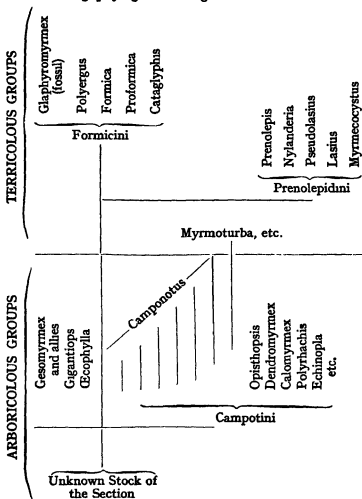 TERRICOLOUS GROUPS
Glaphyromyrmex
(fossil)
Polyergus
Formica
Proformica
Cataglyphis
Formicini
Prenolepis
Nylanderia
Pseudolasius
Lasius
Myrmecocystus
Prenolepidini
Myrmoturba, etc.
ARBORICOLOUS GROUPS
Gesomyrmex
and allies
Gigantiops
Œcophylla
Camponotus
Opisthopsis
Dendromyrmex
Calomyrmex
Polyrhachis
Echinopla
etc.
Campotini
Unknown Stock of
the Section